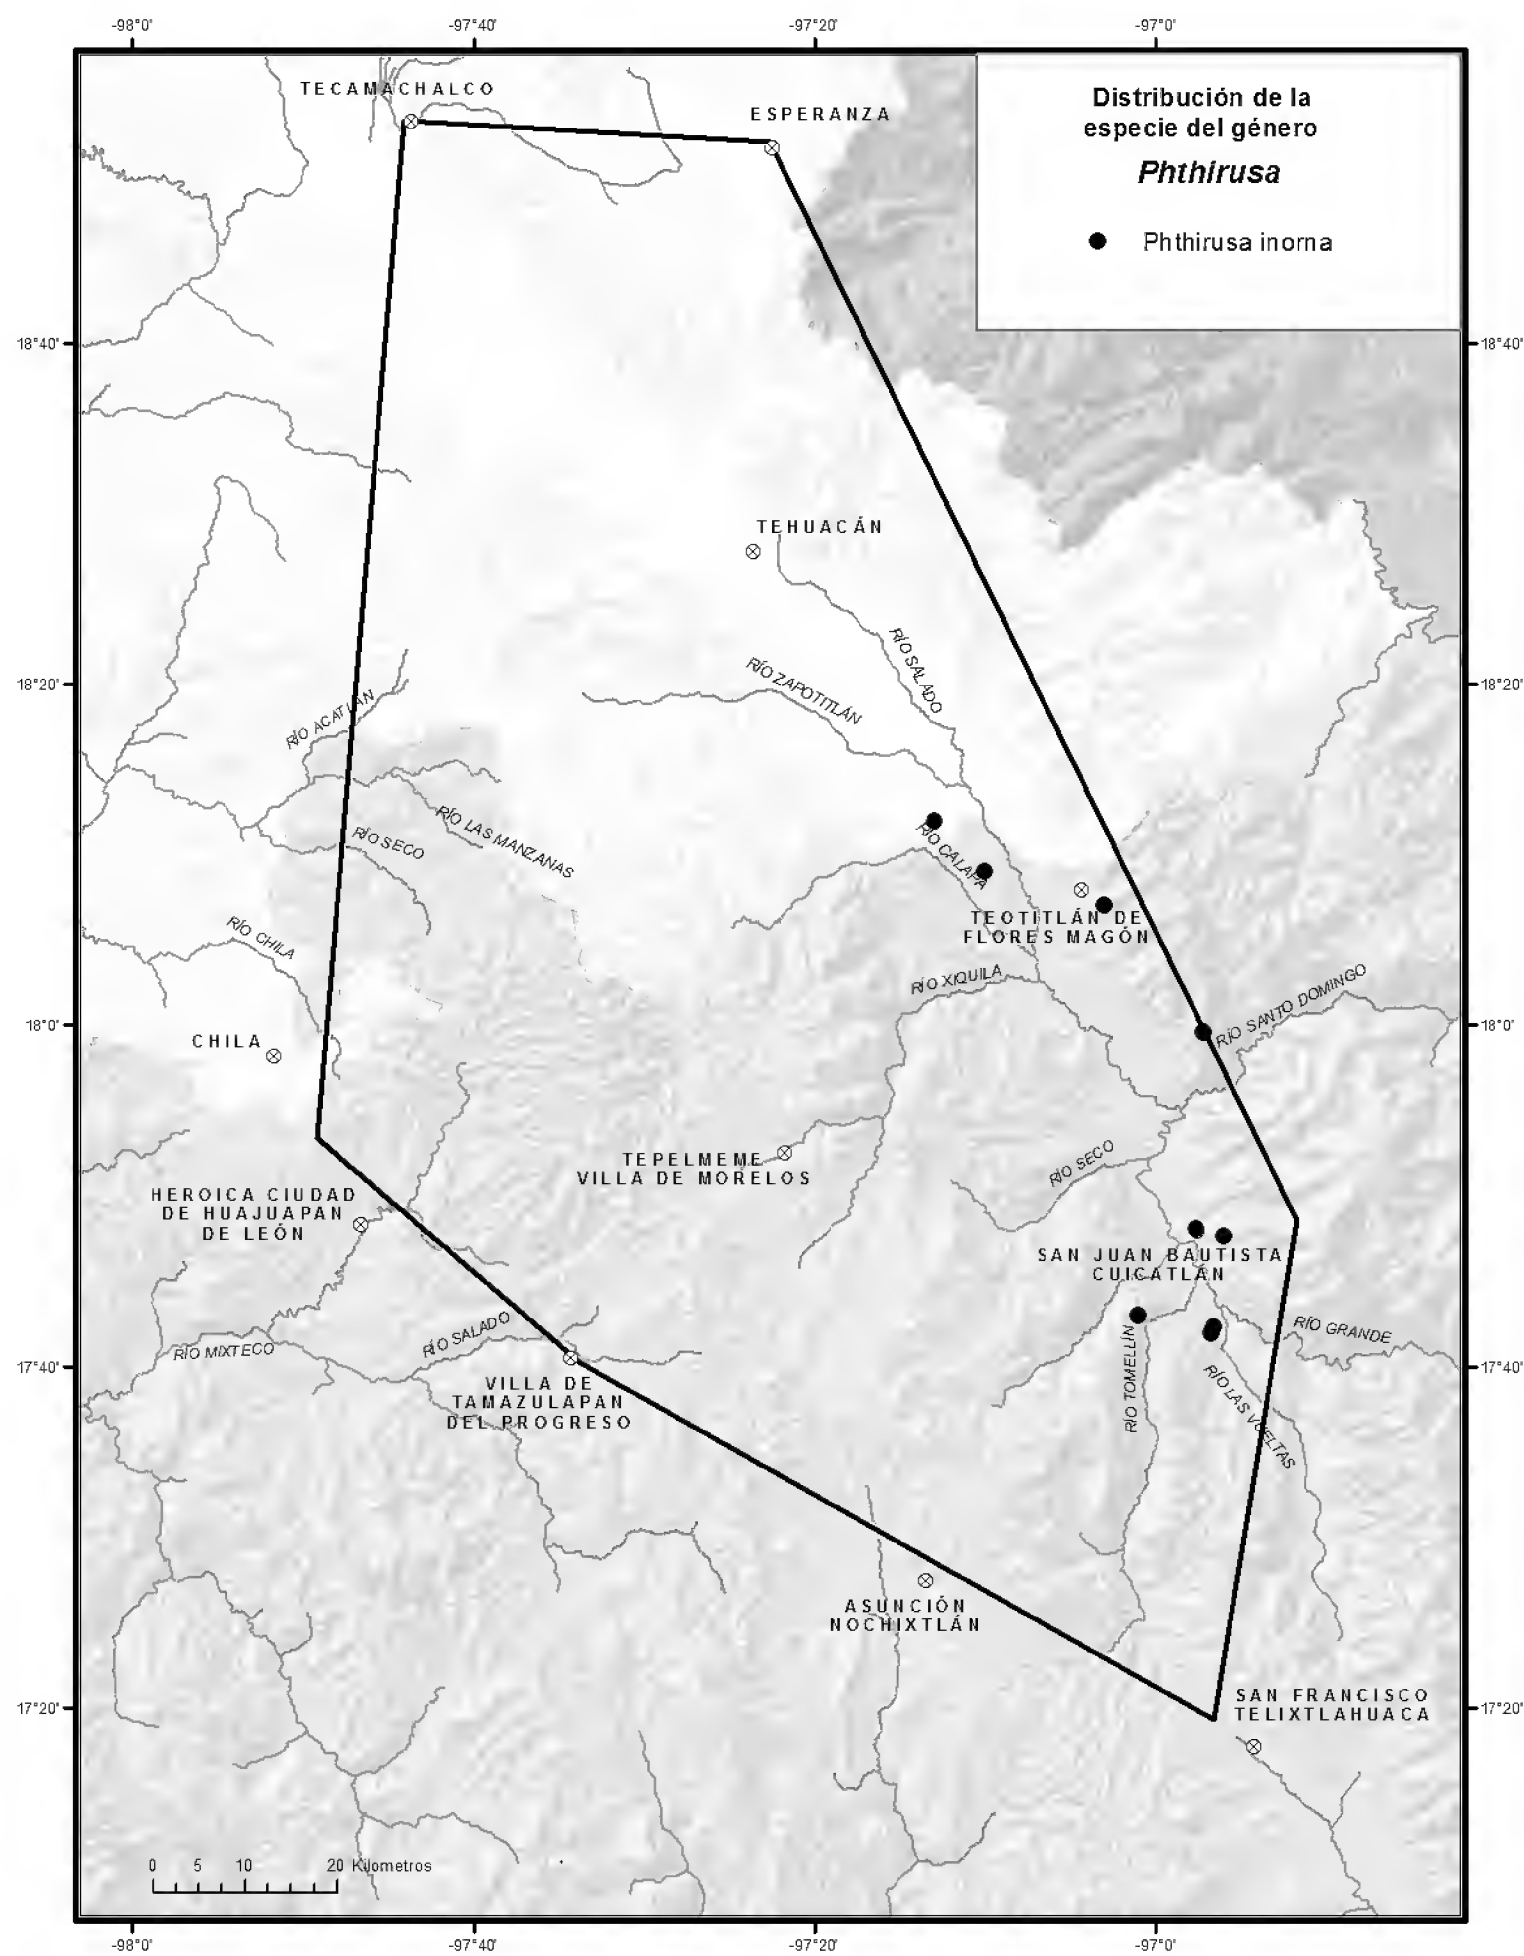 -98°0'
-97°40'
-97°20'
-97°0'
TECAMACHALCO
ESPERANZA
Distribución de la
especie del género
Phthirusa
Phthirusa inorna
18°40'
18°40'
TEHUACÁN
RÍO SALADO
18°20'
18°20'
RÍO ZAPOTITLÁN
RÍO ACATLÁN
RÍO LAS MANZANAS
RÍO SECO
RÍO CALAPA
TEOTITLÁN DE
FLORES MAGÓN
RÍO CHILA
RÍO XIQUILA
RÍO SANTO DOMINGO
18°0'
18°0'
CHILA
TEPELMEME
VILLA DE MORELOS
RÍO SECO
HEROICA CIUDAD
DE HUAJUAPAN
DE LEÓN
SAN JUAN BAUTISTA
CUICATLÁN
RÍO SALADO
RÍO MIXTECO
RÍO GRANDE
17°40'
17°40'
RÍO TOMELLÍN
RÍO LAS VUELTAS
VILLA DE
TAMAZULAPAN
DEL PROGRESO
ASUNCIÓN
NOCHIXTLÁN
17°20'
17°20'
SAN FRANCISCO
TELIXTLAHUACA
0 5 10 20 Kilometros
-98°0'
-97°40'
-97°20'
-97°0'